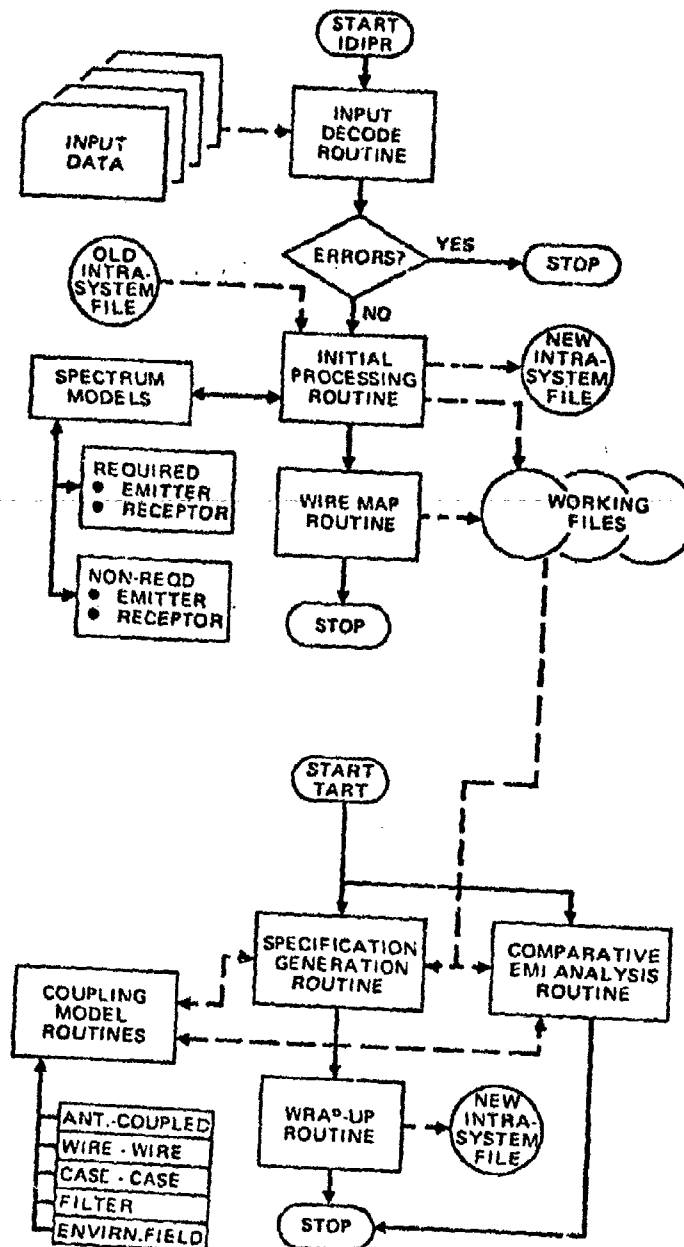 START
IDIPR
INPUT
DECODE
ROUTINE
INPUT
DATA
ERRORS?
YES
STOP
OLD
INTRA-
SYSTEM
FILE
NO
INITIAL
PROCESSING
ROUTINE
NEW
INTRA-
SYSTEM
FILE
SPECTRUM
MODELS
REQUIRED
• EMITTER
• RECEPTOR
WIRE MAP
ROUTINE
WORKING
FILES
NON-REQD
• EMITTER
• RECEPTOR
STOP
START
TART
SPECIFICATION
GENERATION
ROUTINE
COMPARATIVE
EMI ANALYSIS
ROUTINE
COUPLING
MODEL
ROUTINES
ANT.-COUPLED
WIRE - WIRE
CASE - CASE
FILTER
ENVIRN.FIELD
WRAP-UP
ROUTINE
NEW
INTRA-
SYSTEM
FILE
STOP